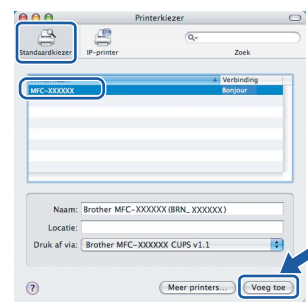 Printerkiezer
Q-
Standaardkiezer IP-printer Zoek
Verbinding
MFC-XXXXXX Bonjour
Naam: Brother MFC-XXXXXX (BRN_XXXXXX)
Locatie:
Druk af via: Brother MFC-XXXXXX CUPS v1.1
? Meer printers... Voeg toe